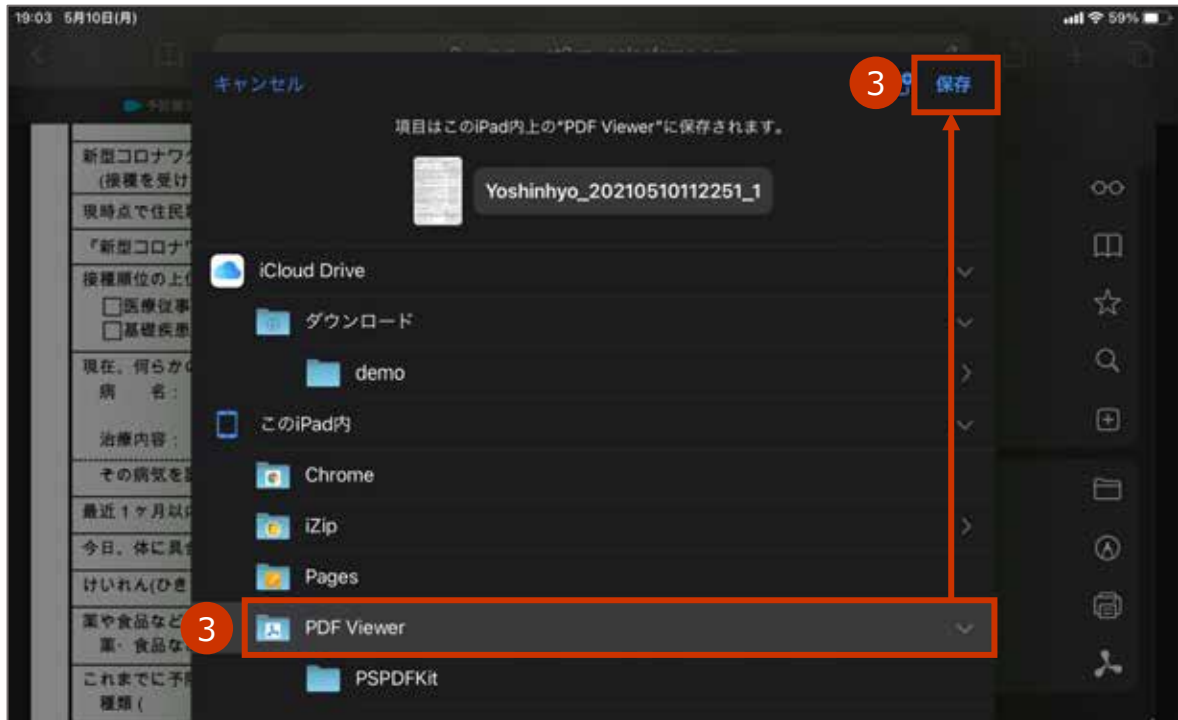 19:03 5月10日(月)
59%
キャンセル
3
保存
項目はこのiPad内上の"PDF Viewer"に保存されます。
Yoshinhyo_20210510112251_1
iCloud Drive
ダウンロード
demo
このiPad内
Chrome
iZip
Pages
3
PDF Viewer
PSPDFKit
新型コロナワク
(接種を受け
現時点で住民
『新型コロナワ
接種順位の上位
医療従事
基礎疾患
現在、何らかの
病 名:
治療内容:
その病気を
最近1ヶ月以内
今日、体に具合
けいれん(ひき
薬や食品など
薬・食品な
これまでに予
種類(